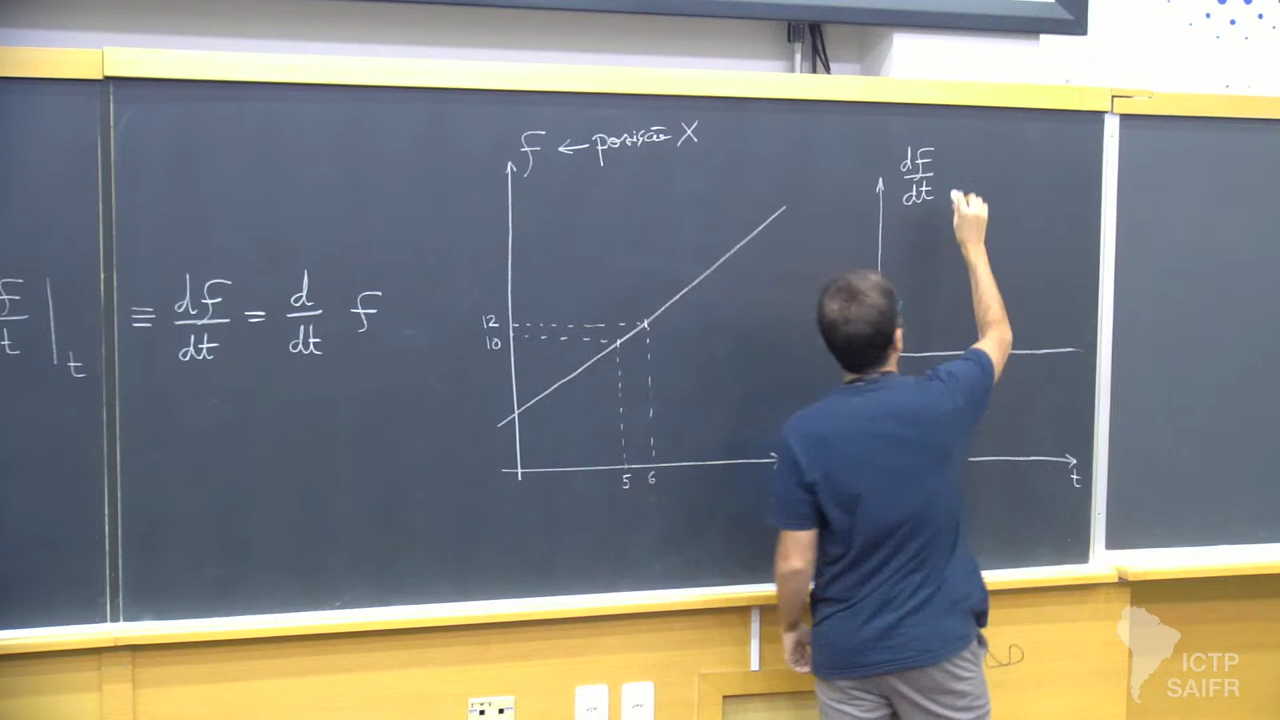 f/t |t ≡ df/dt = d/dt f
f ← posição X
12
10
5 6
df/dt
t
ICTP
SAIFR